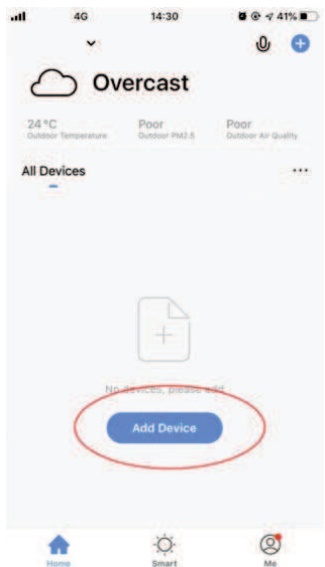 4G 14:30 41%
Overcast
24°C Poor Poor
Outdoor Temperature Outdoor PM2.5 Outdoor Air Quality
All Devices ...
No devices, please add
Add Device
Home Smart Me